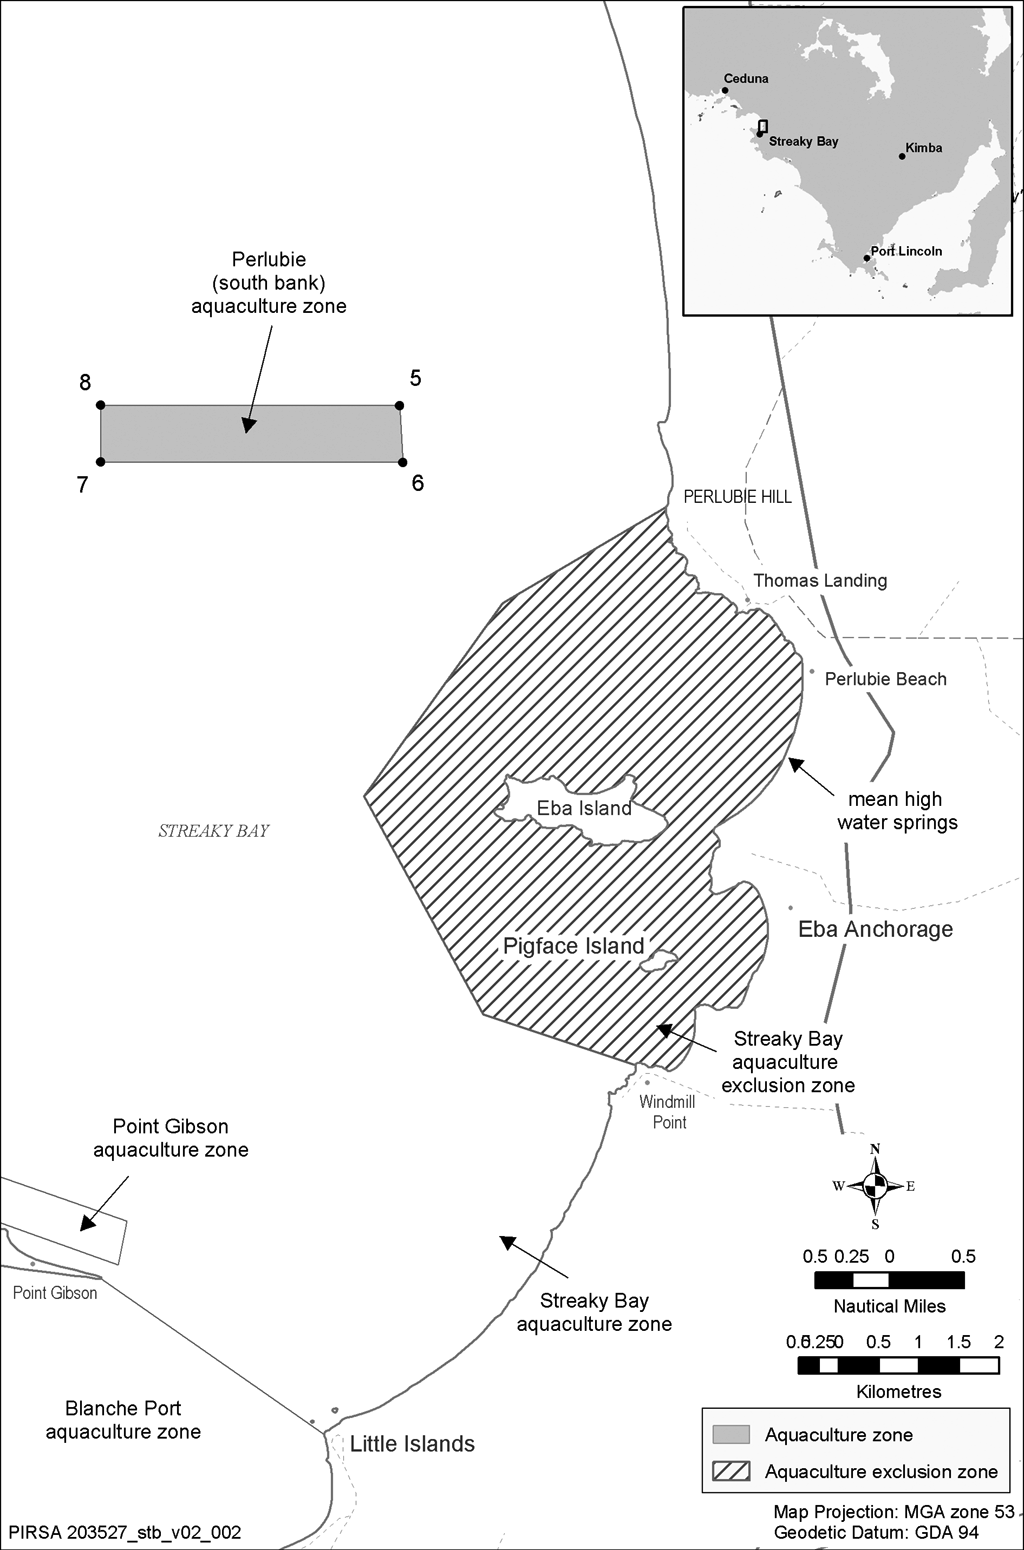 Ceduna
Streaky Bay
Kimba
Port Lincoln
Perlubie
(south bank)
aquaculture zone
8
5
7
6
PERLUBIE HILL
Thomas Landing
Perlubie Beach
mean high
water springs
Eba Island
STREAKY BAY
Eba Anchorage
Pigface Island
Streaky Bay
aquaculture
exclusion zone
Windmill
Point
Point Gibson
aquaculture zone
N
W E
S
Point Gibson
Streaky Bay
aquaculture zone
0.5 0.25 0 0.5
Nautical Miles
0.50.250 0.5 1 1.5 2
Kilometres
Blanche Port
aquaculture zone
Little Islands
Aquaculture zone
Aquaculture exclusion zone
PIRSA 203527_stb_v02_002
Map Projection: MGA zone 53
Geodetic Datum: GDA 94